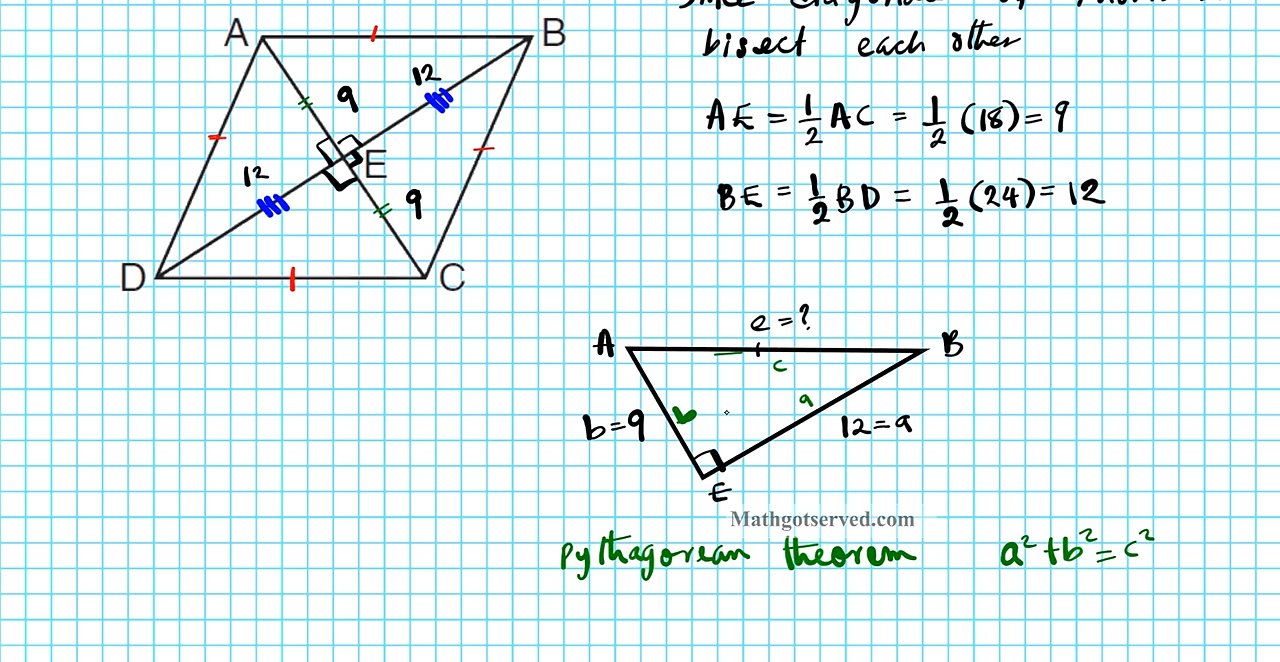 bisect each other
A B
12
9
AE = 1/2 AC = 1/2 (18) = 9
E
12
9
BE = 1/2 BD = 1/2 (24) = 12
D C
e = ?
A B
c
a
b = 9 b 12 = a
E
Mathgotserved.com
pythagorean theorem a² + b² = c²